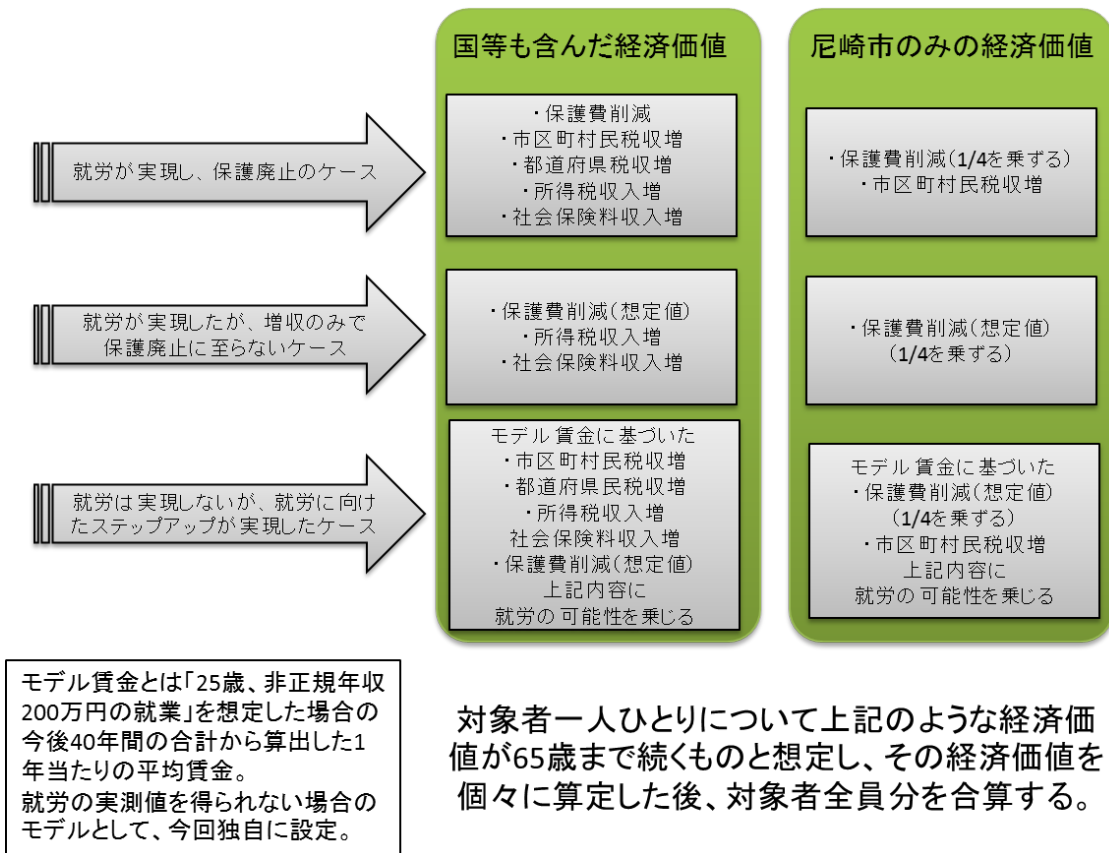 国等も含んだ経済価値
尼崎市のみの経済価値
就労が実現し、保護廃止のケース
・保護費削減
・市区町村民税収増
・都道府県税収増
・所得税収入増
・社会保険料収入増
・保護費削減(1/4を乗ずる)
・市区町村民税収増
就労が実現したが、増収のみで
保護廃止に至らないケース
・保護費削減(想定値)
・所得税収入増
・社会保険料収入増
・保護費削減(想定値)
(1/4を乗ずる)
就労は実現しないが、就労に向け
たステップアップが実現したケース
モデル賃金に基づいた
・市区町村民税収増
・都道府県民税収増
・所得税収入増
社会保険料収入増
・保護費削減(想定値)
上記内容に
就労の可能性を乗じる
モデル賃金に基づいた
・保護費削減(想定値)
(1/4を乗ずる)
・市区町村民税収増
上記内容に
就労の可能性を乗じる
モデル賃金とは「25歳、非正規年収
200万円の就業」を想定した場合の
今後40年間の合計から算出した1
年当たりの平均賃金。
就労の実測値を得られない場合の
モデルとして、今回独自に設定。
対象者一人ひとりについて上記のような経済価
値が65歳まで続くものと想定し、その経済価値を
個々に算定した後、対象者全員分を合算する。